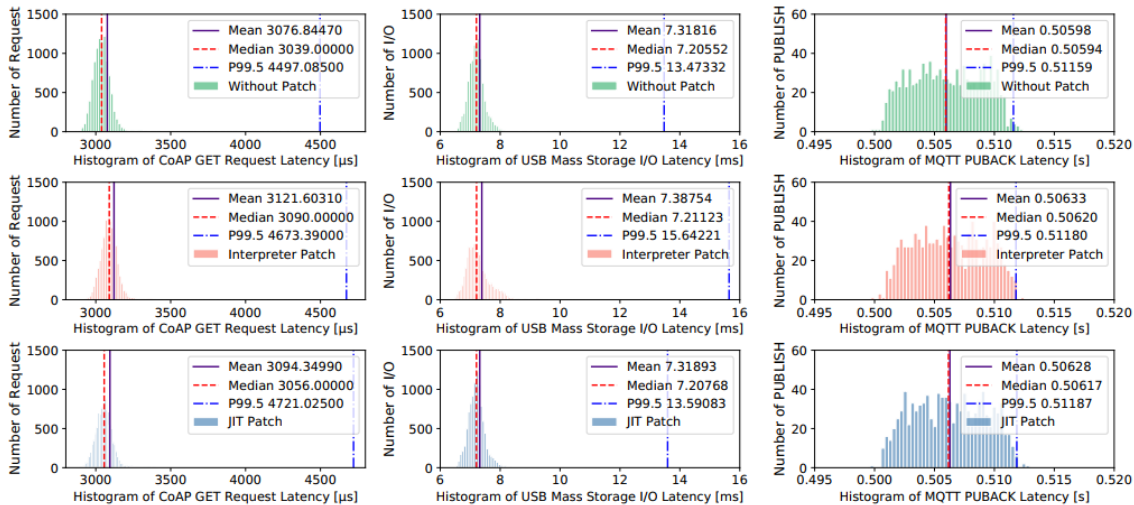 Number of Request
1500
1000
500
0
Mean 3076.84470
Median 3039.00000
P99.5 4497.08500
Without Patch
3000 3500 4000 4500
Histogram of CoAP GET Request Latency [µs]
Number of I/O
1500
1000
500
0
Mean 7.31816
Median 7.20552
P99.5 13.47332
Without Patch
6 8 10 12 14 16
Histogram of USB Mass Storage I/O Latency [ms]
Number of PUBLISH
60
40
20
0
Mean 0.50598
Median 0.50594
P99.5 0.51159
Without Patch
0.495 0.500 0.505 0.510 0.515 0.520
Histogram of MQTT PUBACK Latency [s]
Number of Request
1500
1000
500
0
Mean 3121.60310
Median 3090.00000
P99.5 4673.39000
Interpreter Patch
3000 3500 4000 4500
Histogram of CoAP GET Request Latency [µs]
Number of I/O
1500
1000
500
0
Mean 7.38754
Median 7.21123
P99.5 15.64221
Interpreter Patch
6 8 10 12 14 16
Histogram of USB Mass Storage I/O Latency [ms]
Number of PUBLISH
60
40
20
0
Mean 0.50633
Median 0.50620
P99.5 0.51180
Interpreter Patch
0.495 0.500 0.505 0.510 0.515 0.520
Histogram of MQTT PUBACK Latency [s]
Number of Request
1500
1000
500
0
Mean 3094.34990
Median 3056.00000
P99.5 4721.02500
JIT Patch
3000 3500 4000 4500
Histogram of CoAP GET Request Latency [µs]
Number of I/O
1500
1000
500
0
Mean 7.31893
Median 7.20768
P99.5 13.59083
JIT Patch
6 8 10 12 14 16
Histogram of USB Mass Storage I/O Latency [ms]
Number of PUBLISH
60
40
20
0
Mean 0.50628
Median 0.50617
P99.5 0.51187
JIT Patch
0.495 0.500 0.505 0.510 0.515 0.520
Histogram of MQTT PUBACK Latency [s]